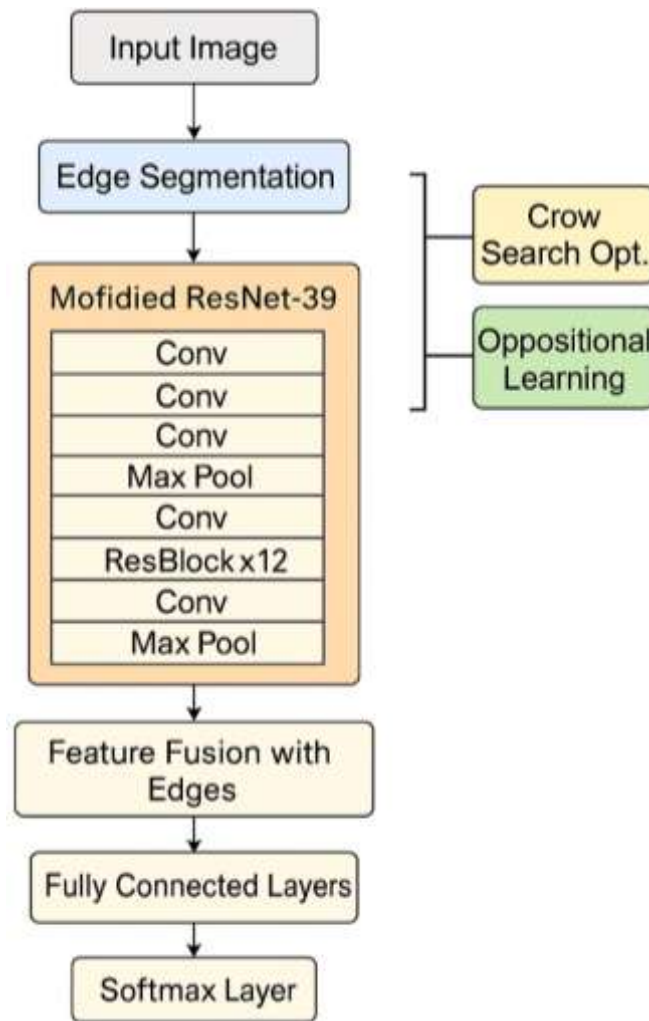 Input Image
Edge Segmentation
Mofidied ResNet-39
Conv
Conv
Conv
Max Pool
Conv
ResBlock x12
Conv
Max Pool
Feature Fusion with
Edges
Fully Connected Layers
Softmax Layer
Crow
Search Opt.
Oppositional
Learning